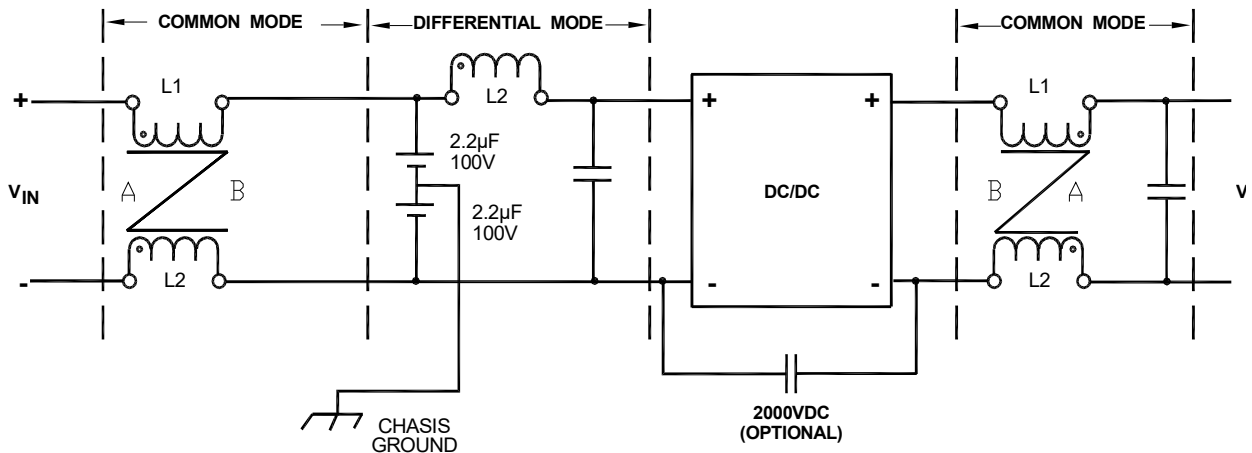 COMMON MODE
DIFFERENTIAL MODE
COMMON MODE
L1
L2
L1
+
+
+
2.2µF
100V
VIN
A
B
DC/DC
B
A
V
2.2µF
100V
-
L2
-
-
L2
2000VDC
(OPTIONAL)
CHASIS
GROUND